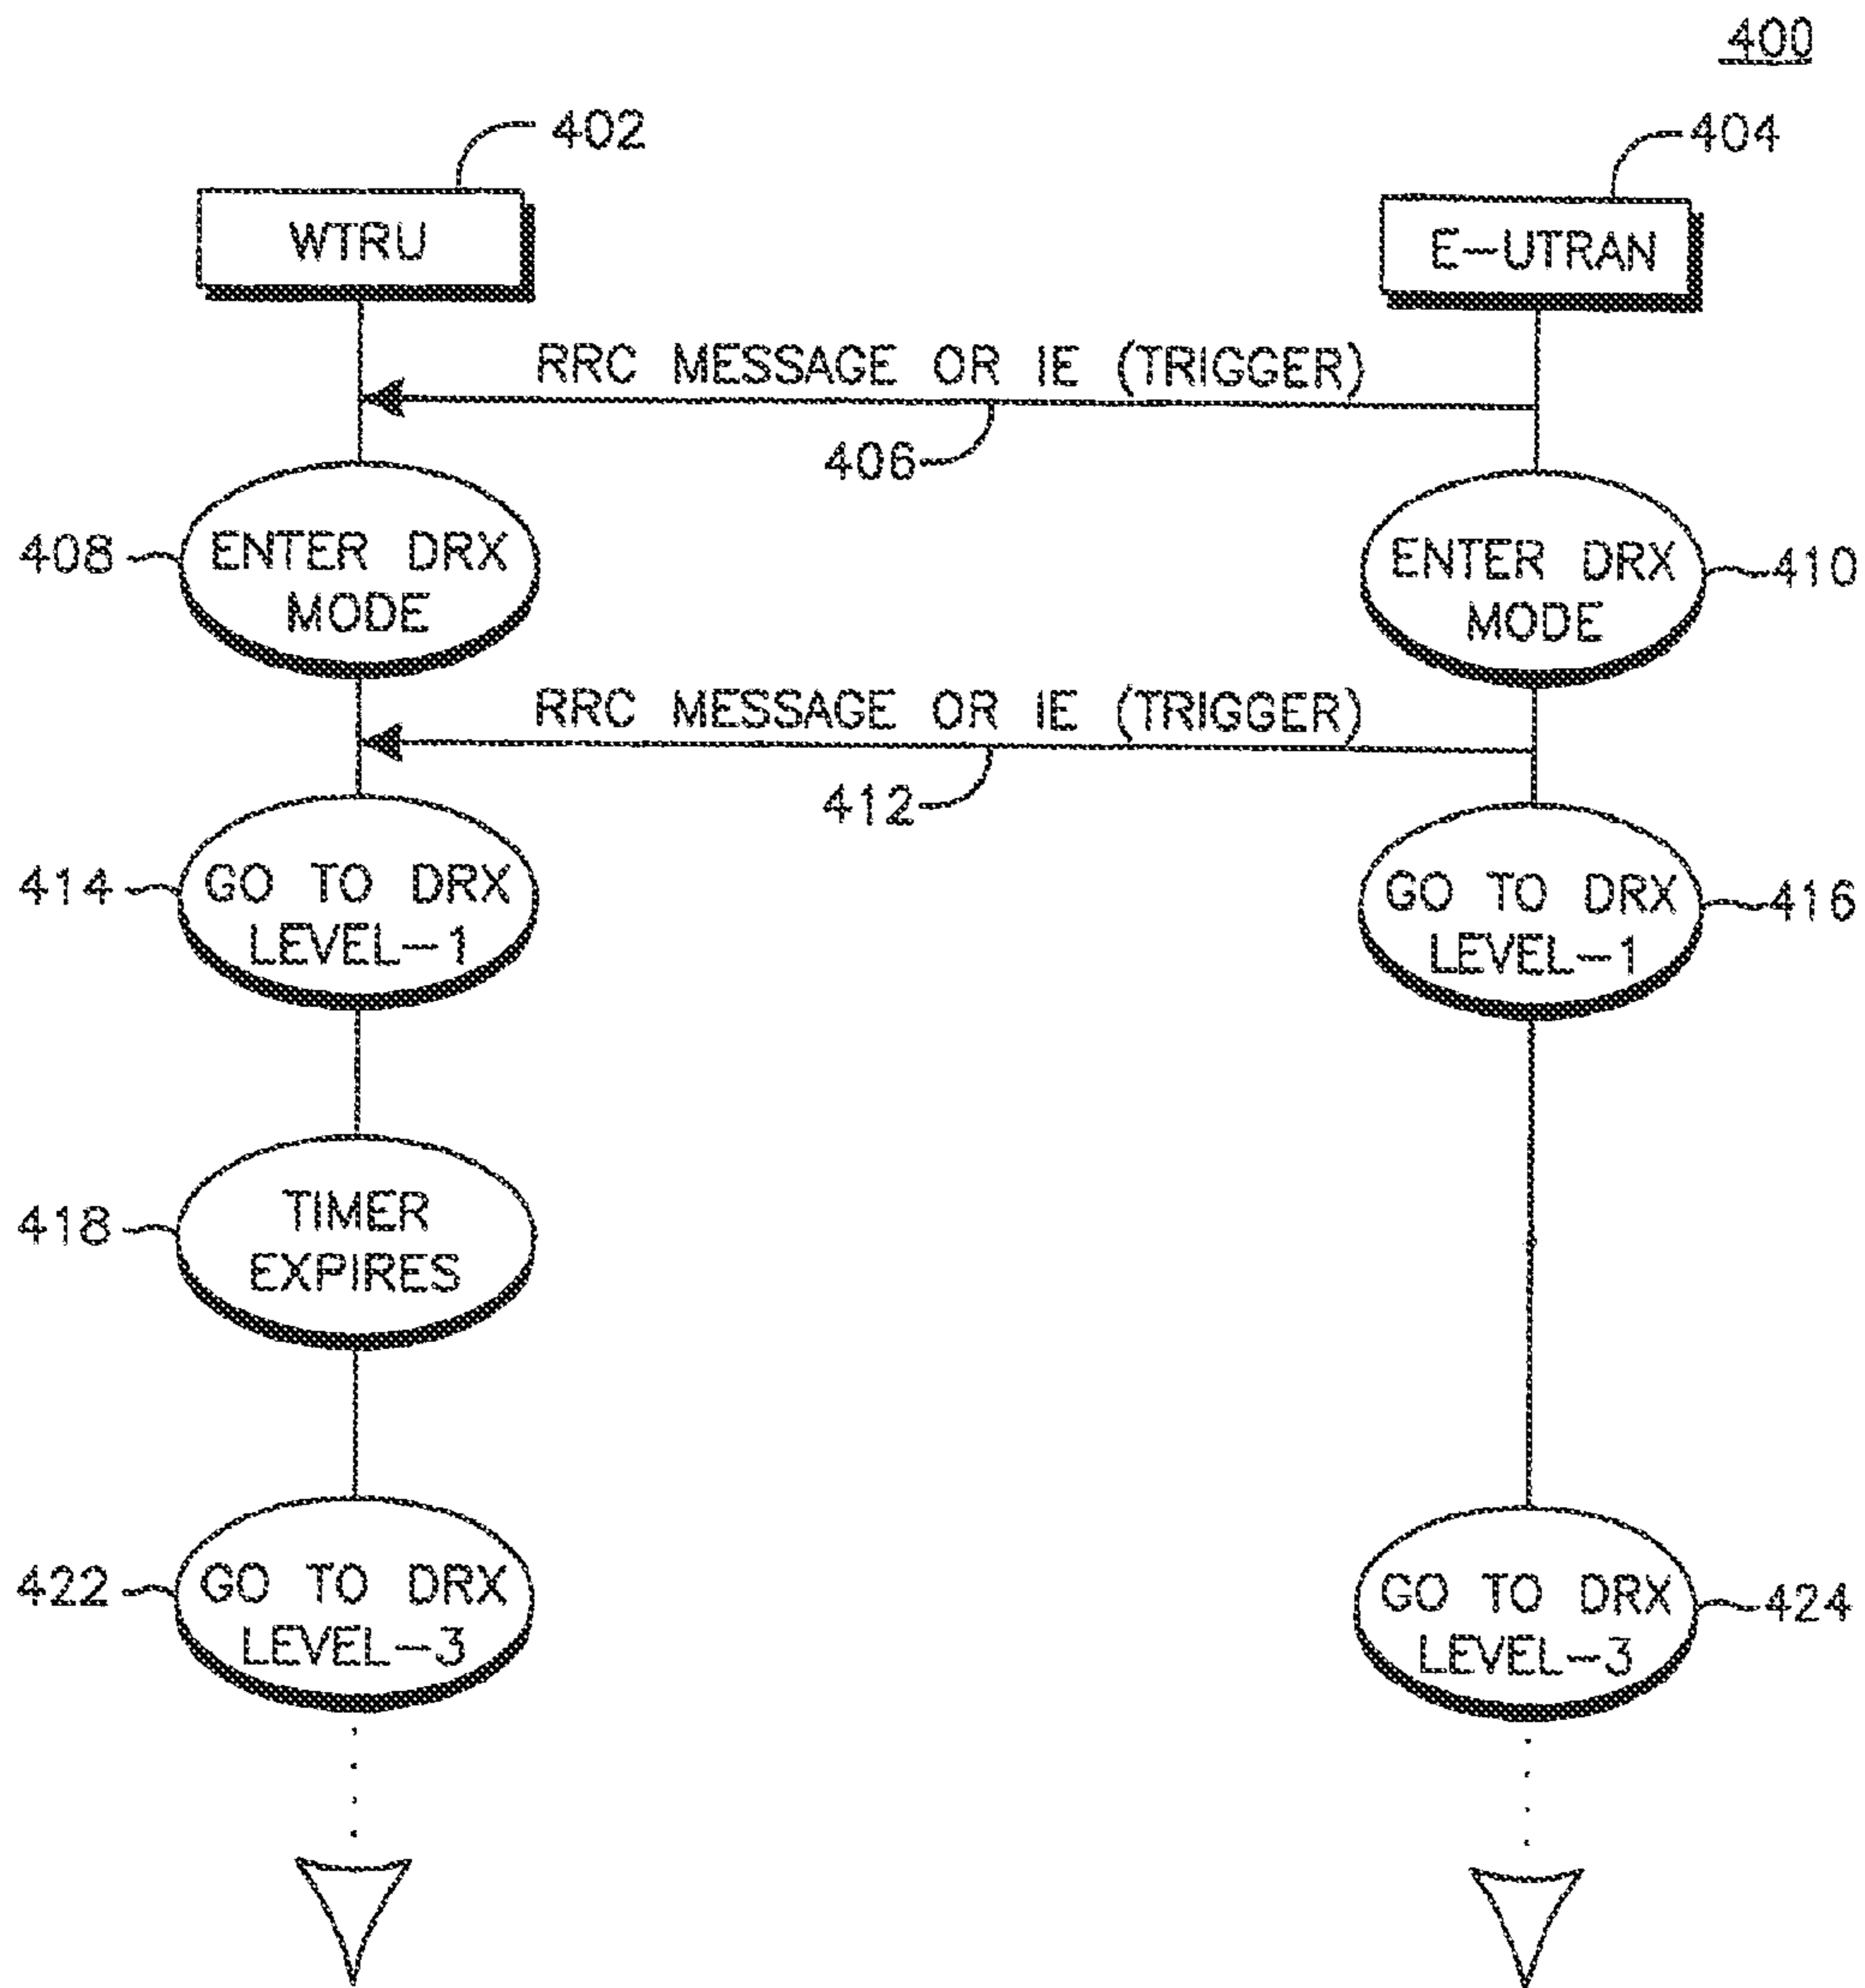 400
402
404
WTRU
E-UTRAN
RRC MESSAGE OR IE (TRIGGER)
406
408
ENTER DRX
MODE
ENTER DRX
MODE
410
RRC MESSAGE OR IE (TRIGGER)
412
414
GO TO DRX
LEVEL-1
GO TO DRX
LEVEL-1
416
418
TIMER
EXPIRES
422
GO TO DRX
LEVEL-3
GO TO DRX
LEVEL-3
424